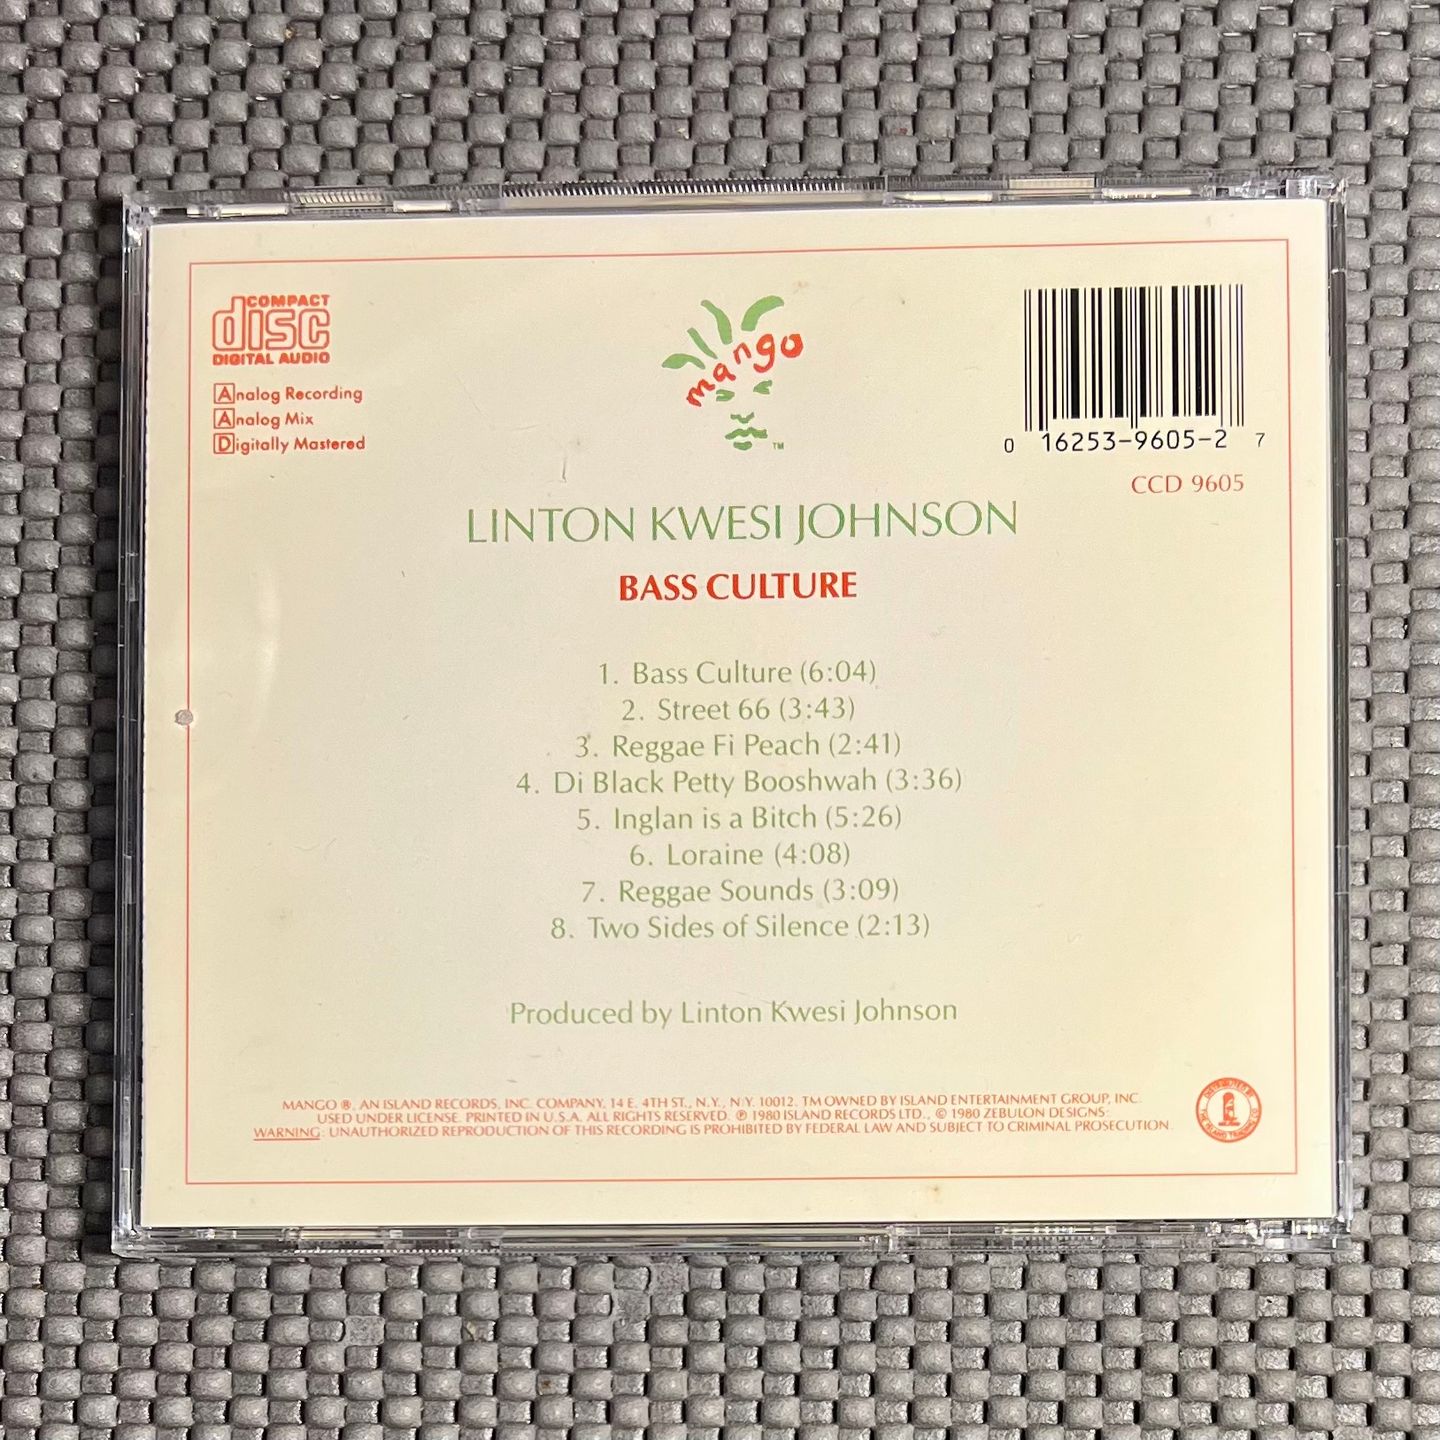 COMPACT
disc
DIGITAL AUDIO
Analog Recording
Analog Mix
Digitally Mastered
mango
TM
0 16253-9605-2 7
CCD 9605
LINTON KWESI JOHNSON
BASS CULTURE
1. Bass Culture (6:04)
2. Street 66 (3:43)
3. Reggae Fi Peach (2:41)
4. Di Black Petty Booshwah (3:36)
5. Inglan is a Bitch (5:26)
6. Loraine (4:08)
7. Reggae Sounds (3:09)
8. Two Sides of Silence (2:13)
Produced by Linton Kwesi Johnson
MANGO ®, AN ISLAND RECORDS, INC. COMPANY, 14 E. 4TH ST., N.Y., N.Y. 10012. TM OWNED BY ISLAND ENTERTAINMENT GROUP, INC.
USED UNDER LICENSE. PRINTED IN U.S.A. ALL RIGHTS RESERVED. ℗ 1980 ISLAND RECORDS LTD., © 1980 ZEBULON DESIGNS.
WARNING: UNAUTHORIZED REPRODUCTION OF THIS RECORDING IS PROHIBITED BY FEDERAL LAW AND SUBJECT TO CRIMINAL PROSECUTION.